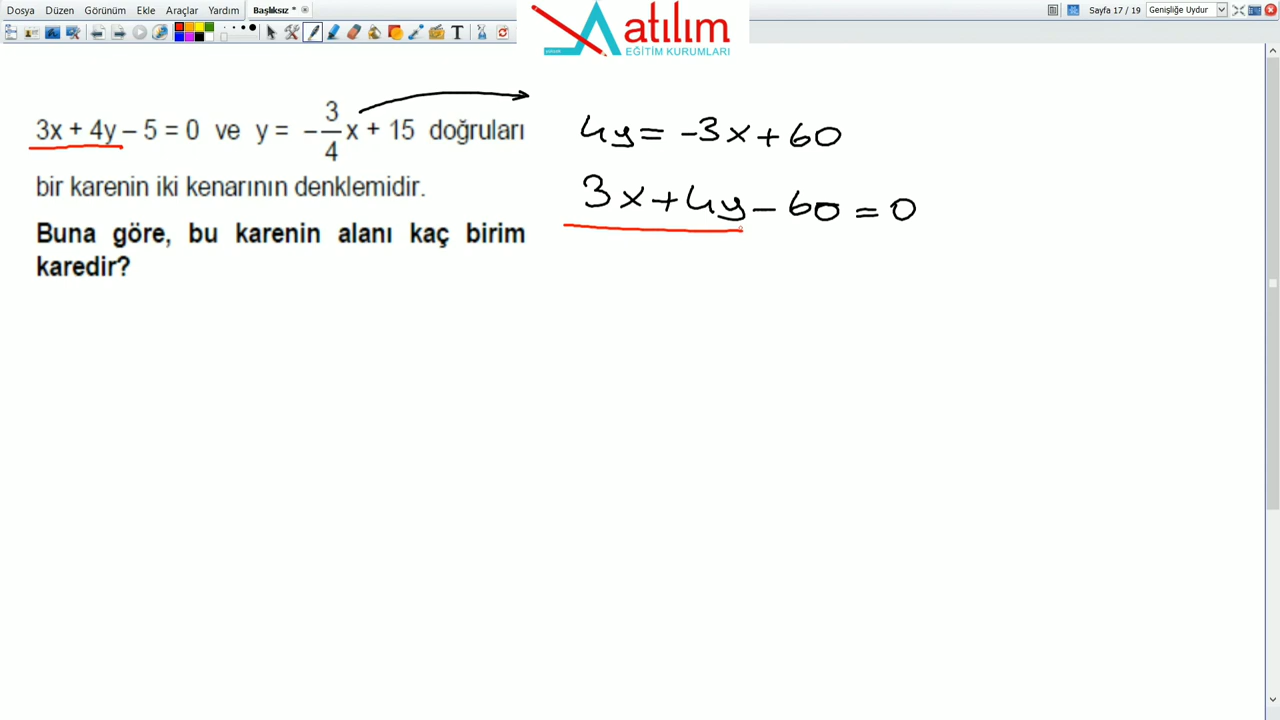 Dosya Düzen Görünüm Ekle Araçlar Yardım Başlıksız * Sayfa 17 / 19 Genişliğe Uydur
atılım
EĞİTİM KURUMLARI
3x + 4y – 5 = 0 ve y = –3/4x + 15 doğruları
bir karenin iki kenarının denklemidir.
Buna göre, bu karenin alanı kaç birim
karedir?
4y = -3x + 60
3x + 4y - 60 = 0